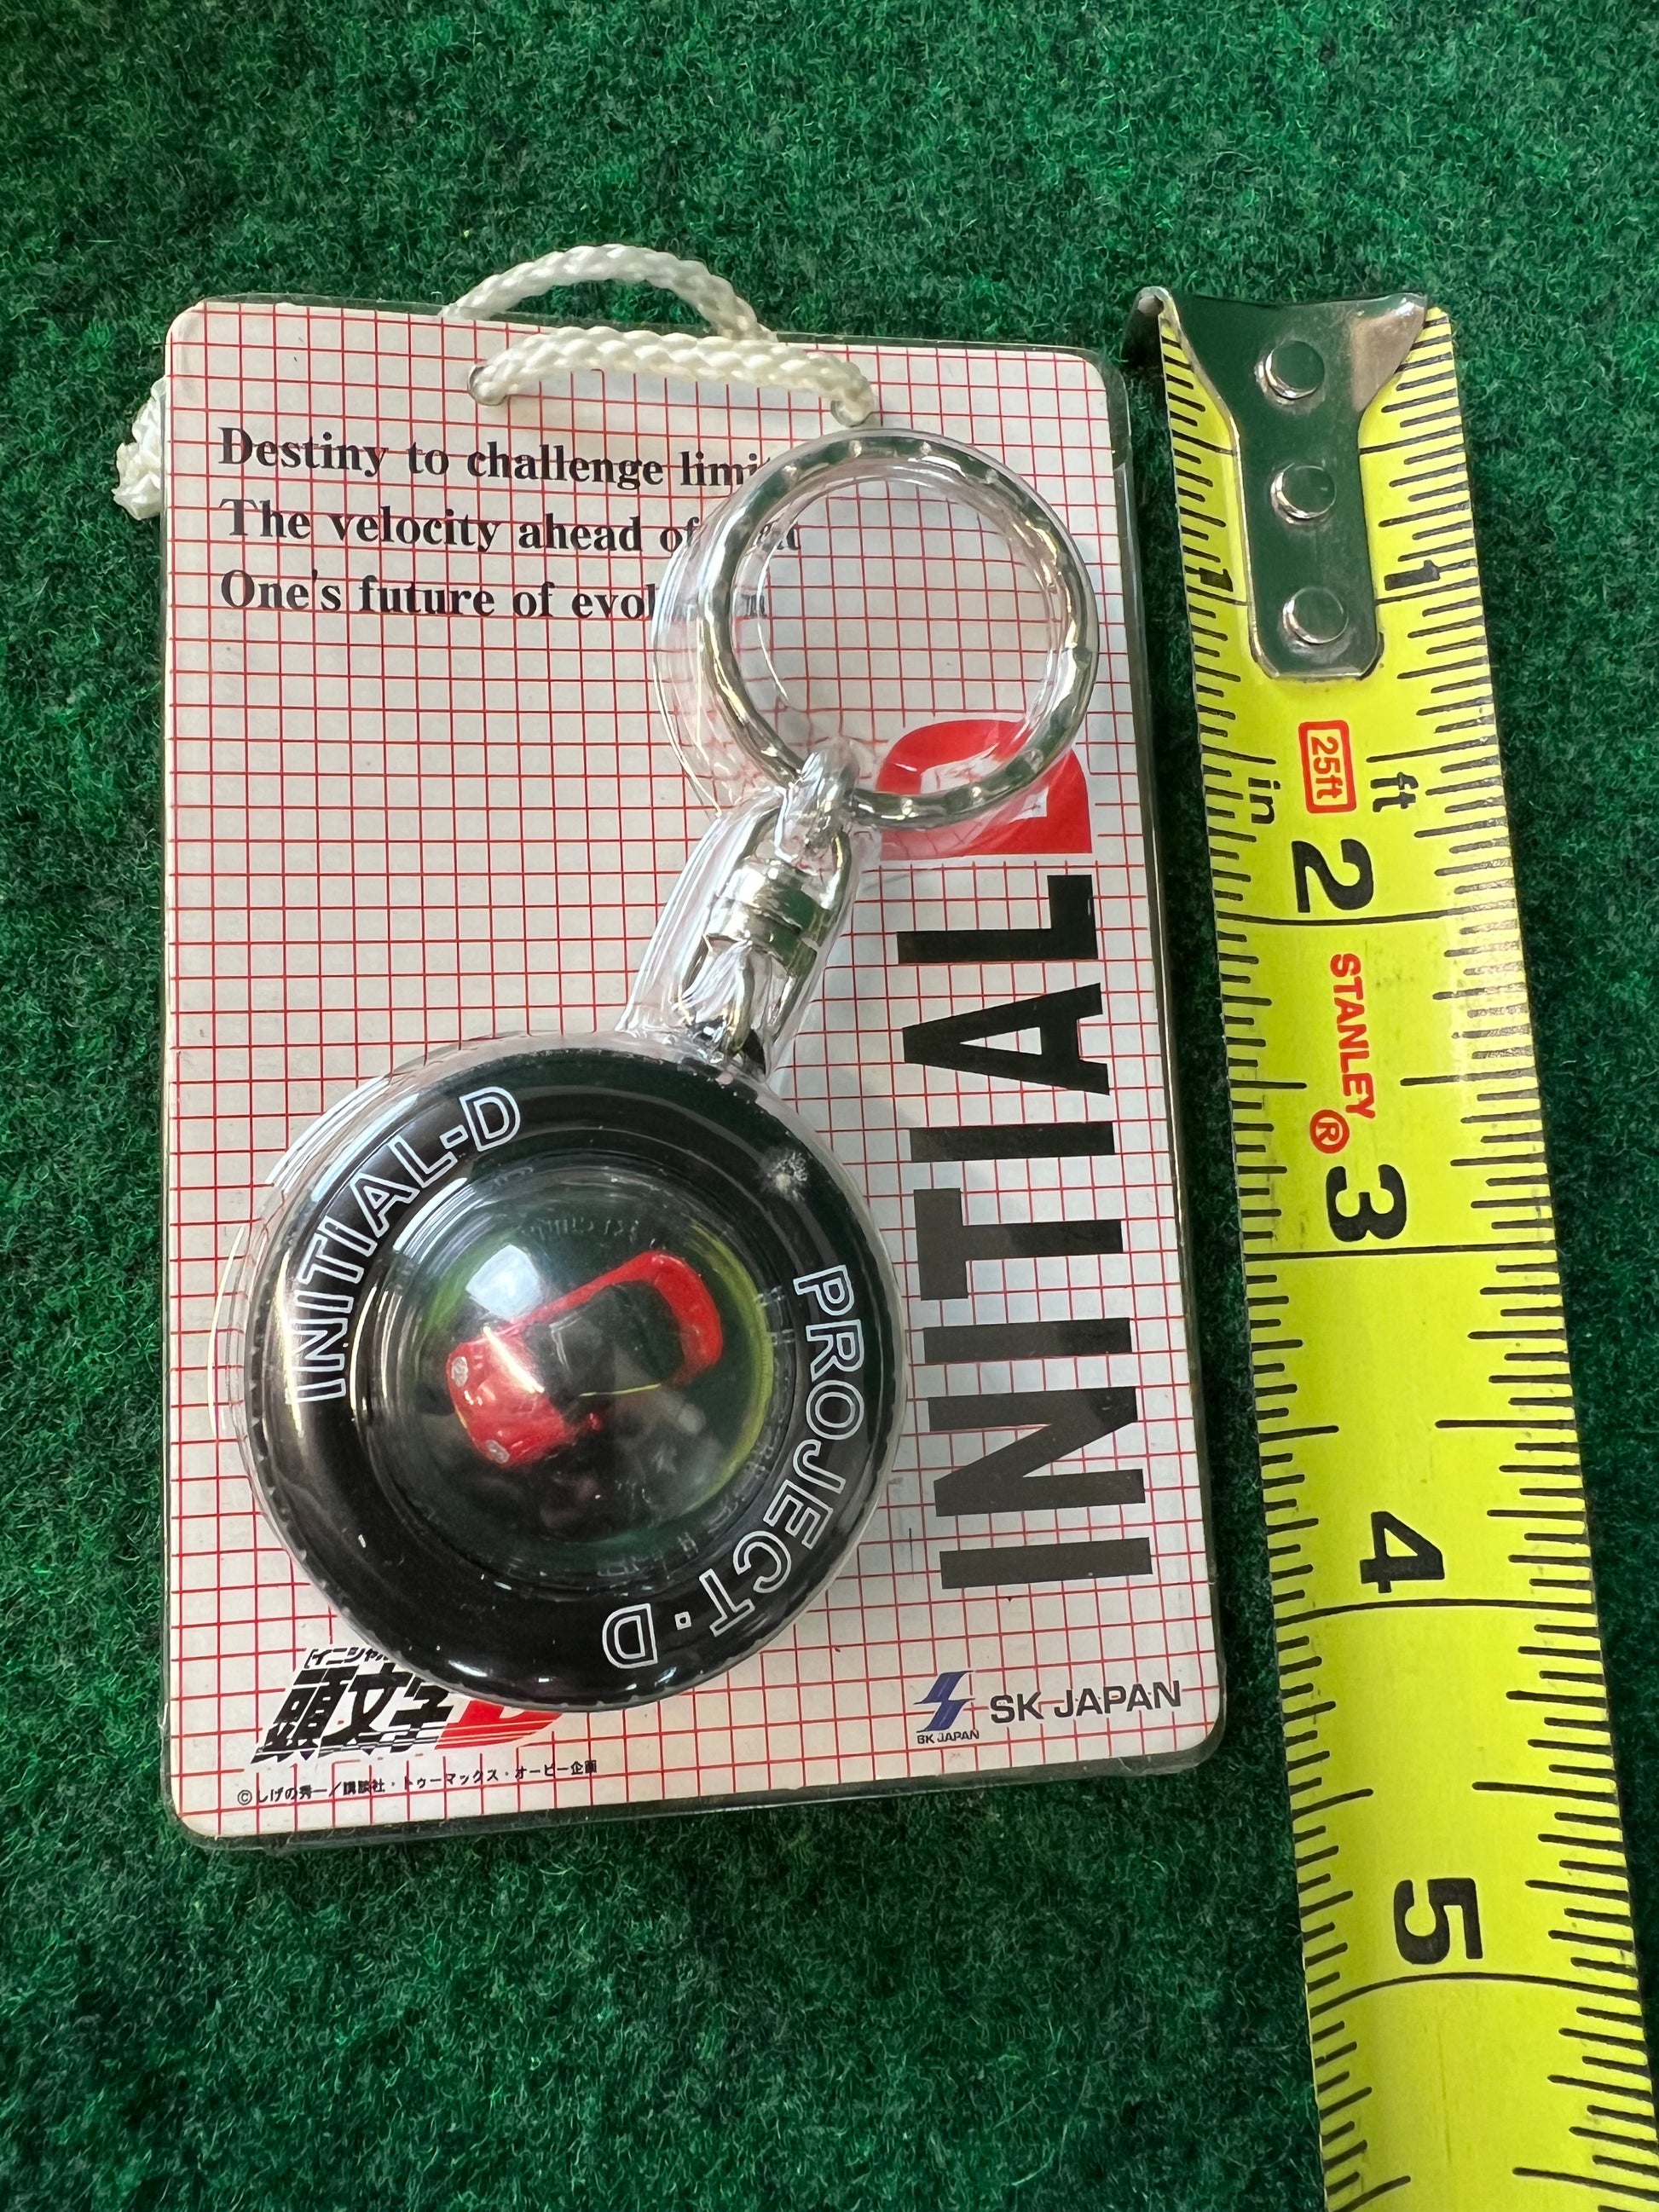 Destiny to challenge
The velocity ahead of
One's future of
INITIAL D
INITIAL-D
PROJECT·D
頭文字D
©しげの秀一/講談社・トゥーマックス・オービー企画
SK JAPAN
SK JAPAN
1
1
in
25ft
ft
2
STANLEY®
3
4
5